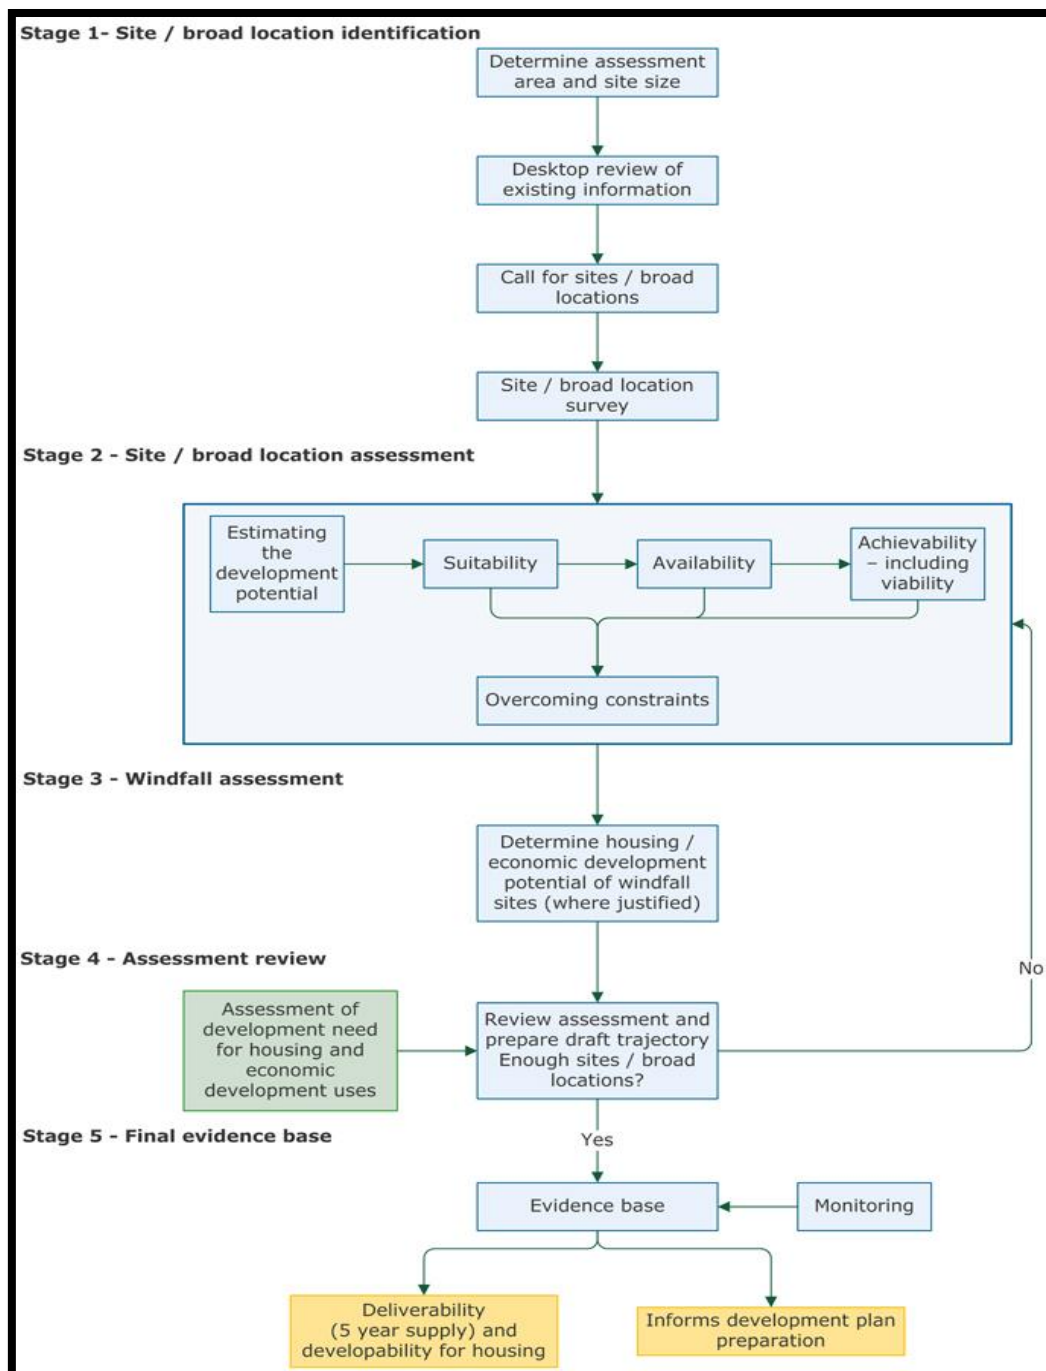 Stage 1- Site / broad location identification
Determine assessment
area and site size
Desktop review of
existing information
Call for sites / broad
locations
Site / broad location
survey
Stage 2 - Site / broad location assessment
Estimating
the
development
potential
Suitability
Availability
Achievability
– including
viability
Overcoming constraints
Stage 3 - Windfall assessment
Determine housing /
economic development
potential of windfall
sites (where justified)
Stage 4 - Assessment review
No
Assessment of
development need
for housing and
economic
development uses
Review assessment and
prepare draft trajectory
Enough sites / broad
locations?
Stage 5 - Final evidence base
Yes
Evidence base
Monitoring
Deliverability
(5 year supply) and
developability for housing
Informs development plan
preparation